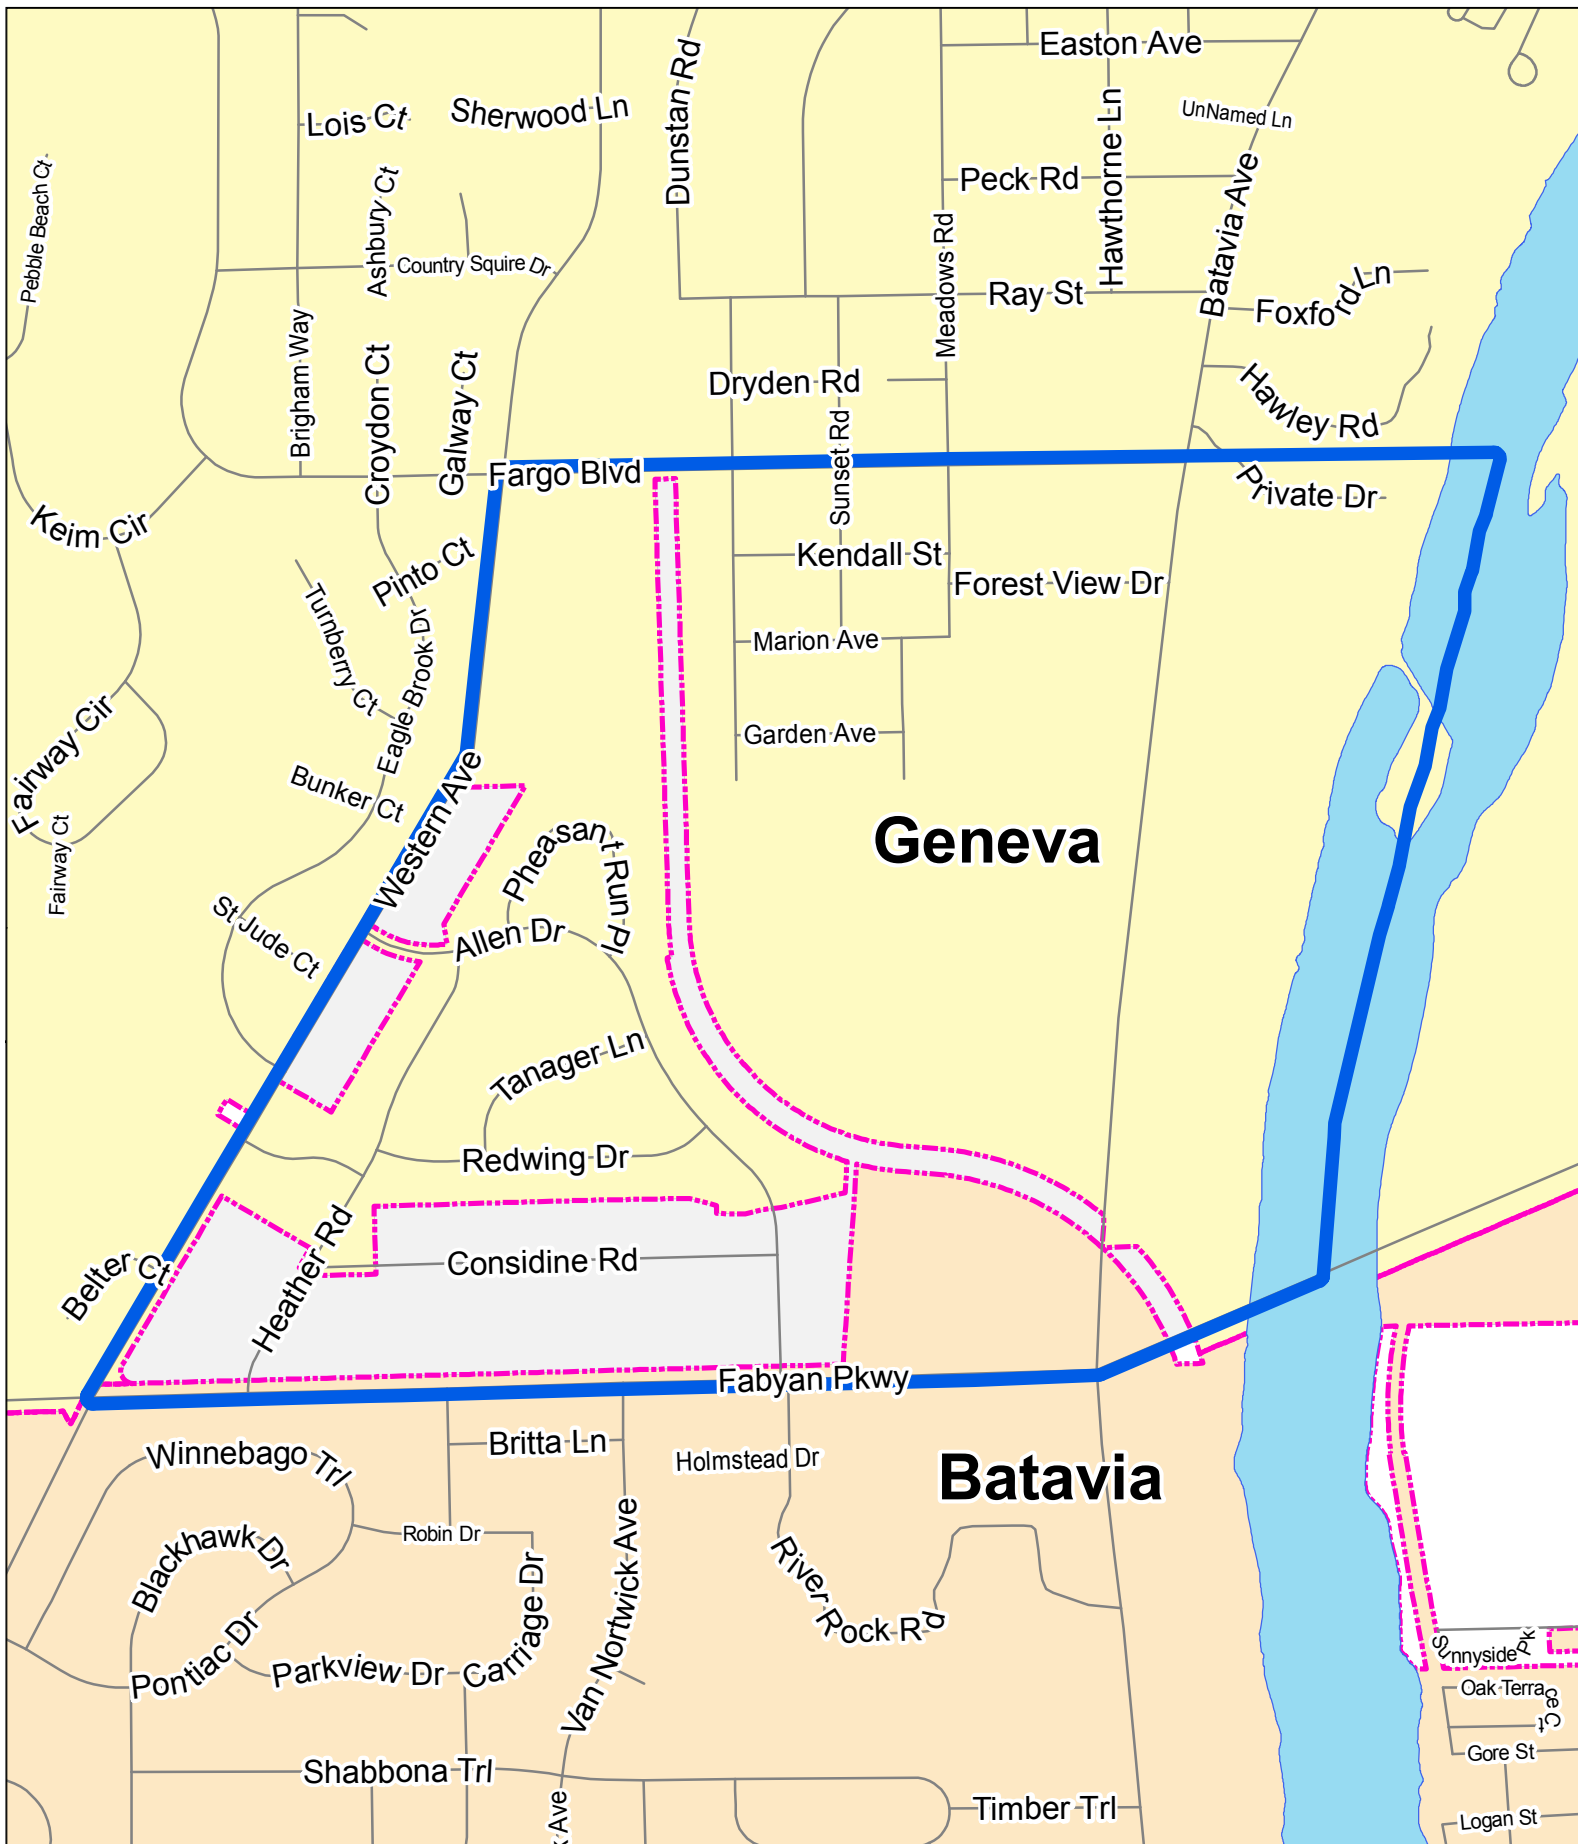 Easton Ave
Lois Ct
Sherwood Ln
Dunstan Rd
Hawthorne Ln
UnNamed Ln
Pebble Beach Ct
Ashbury Ct
Peck Rd
Batavia Ave
Country Squire Dr
Meadows Rd
Ray St
Foxford Ln
Brigham Way
Croydon Ct
Galway Ct
Dryden Rd
Sunset Rd
Hawley Rd
Fargo Blvd
Private Dr
Keim Cir
Pinto Ct
Kendall St
Forest View Dr
Turnberry Ct
Eagle Brook Dr
Marion Ave
Fairway Cir
Garden Ave
Bunker Ct
Western Ave
Fairway Ct
Pheasant Run Pl
Geneva
St Jude Ct
Allen Dr
Tanager Ln
Redwing Dr
Belter Ct
Heather Rd
Considine Rd
Fabyan Pkwy
Winnebago Trl
Britta Ln
Holmstead Dr
Batavia
Blackhawk Dr
Robin Dr
Carriage Dr
Van Nortwick Ave
River Rock Rd
Pontiac Dr
Parkview Dr
Sunnyside Pk
Oak Terrace Ct
Gore St
Shabbona Trl
Timber Trl
Logan St
k Ave